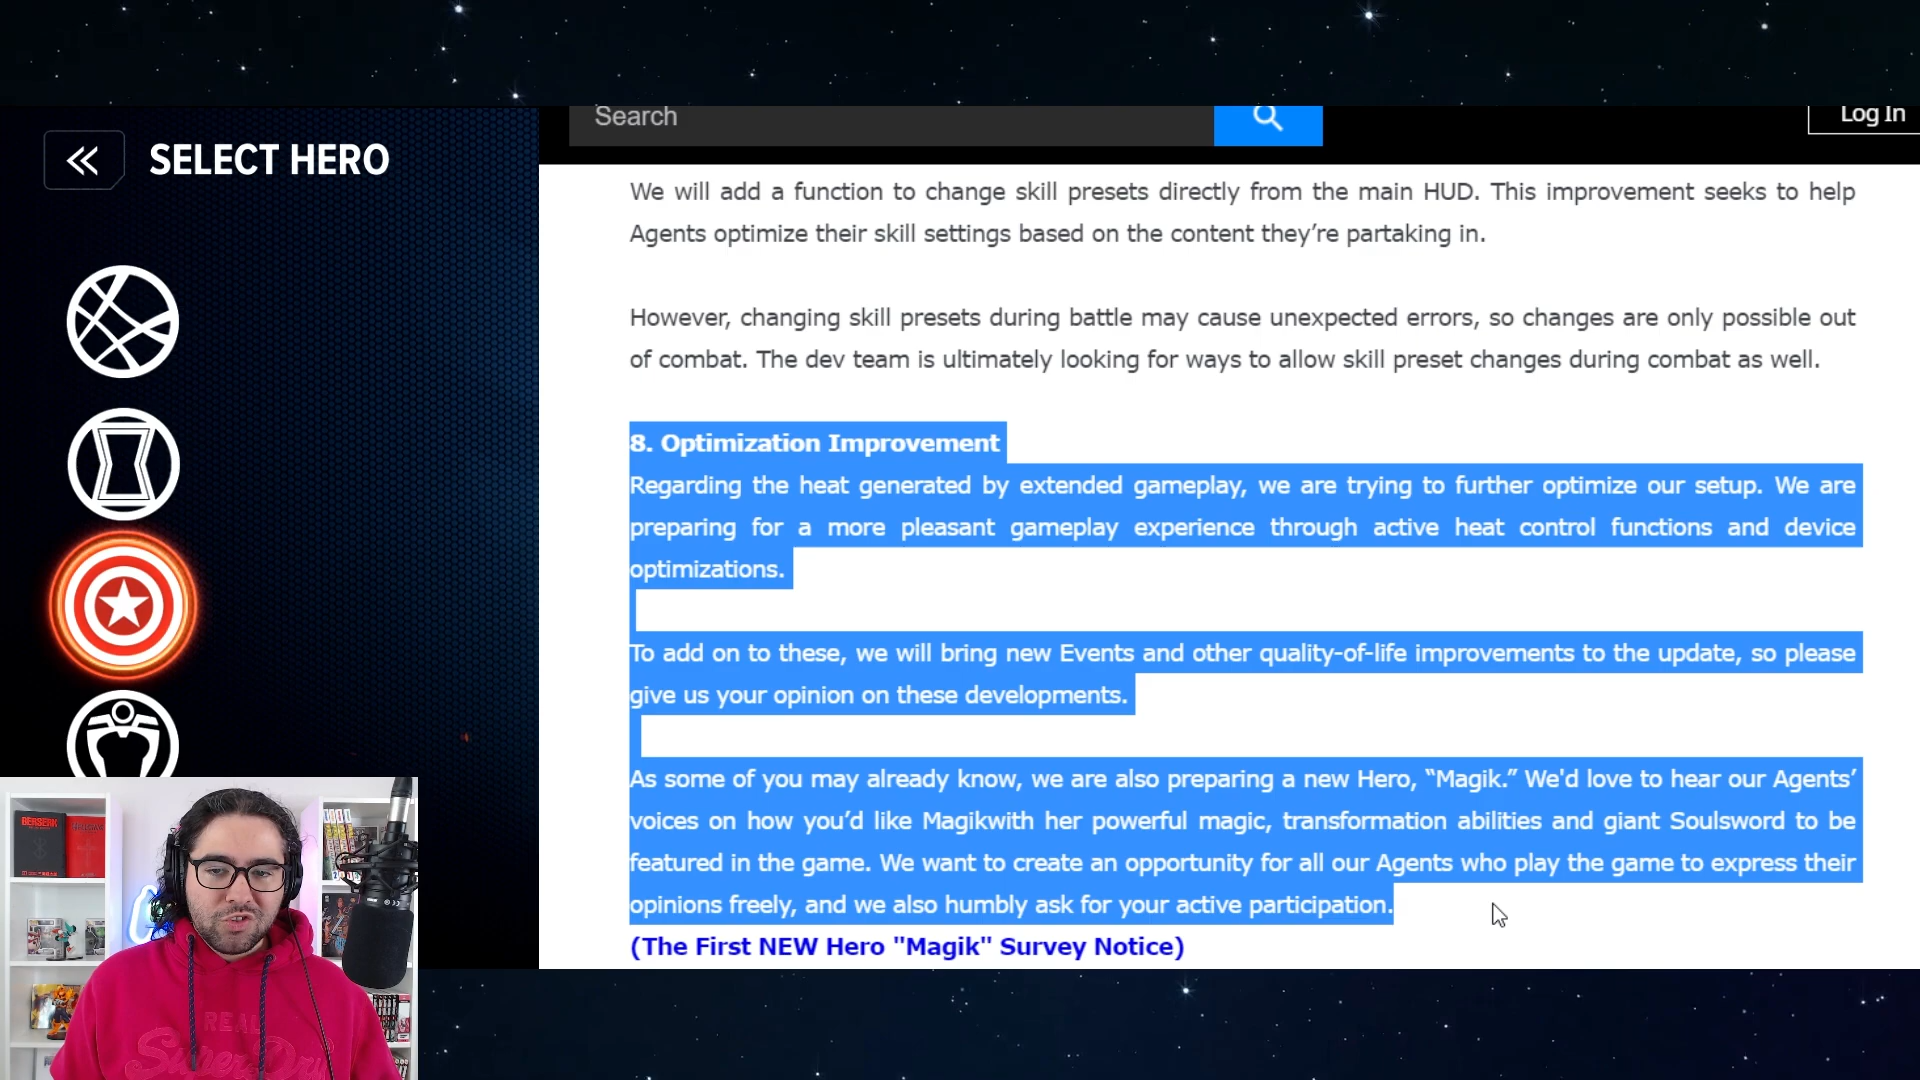 Search
Log In
SELECT HERO
We will add a function to change skill presets directly from the main HUD. This improvement seeks to help
Agents optimize their skill settings based on the content they’re partaking in.
However, changing skill presets during battle may cause unexpected errors, so changes are only possible out
of combat. The dev team is ultimately looking for ways to allow skill preset changes during combat as well.
8. Optimization Improvement
Regarding the heat generated by extended gameplay, we are trying to further optimize our setup. We are
preparing for a more pleasant gameplay experience through active heat control functions and device
optimizations.
To add on to these, we will bring new Events and other quality-of-life improvements to the update, so please
give us your opinion on these developments.
As some of you may already know, we are also preparing a new Hero, “Magik.” We'd love to hear our Agents’
voices on how you’d like Magikwith her powerful magic, transformation abilities and giant Soulsword to be
featured in the game. We want to create an opportunity for all our Agents who play the game to express their
opinions freely, and we also humbly ask for your active participation.
(The First NEW Hero "Magik" Survey Notice)
BERSERK
REAL